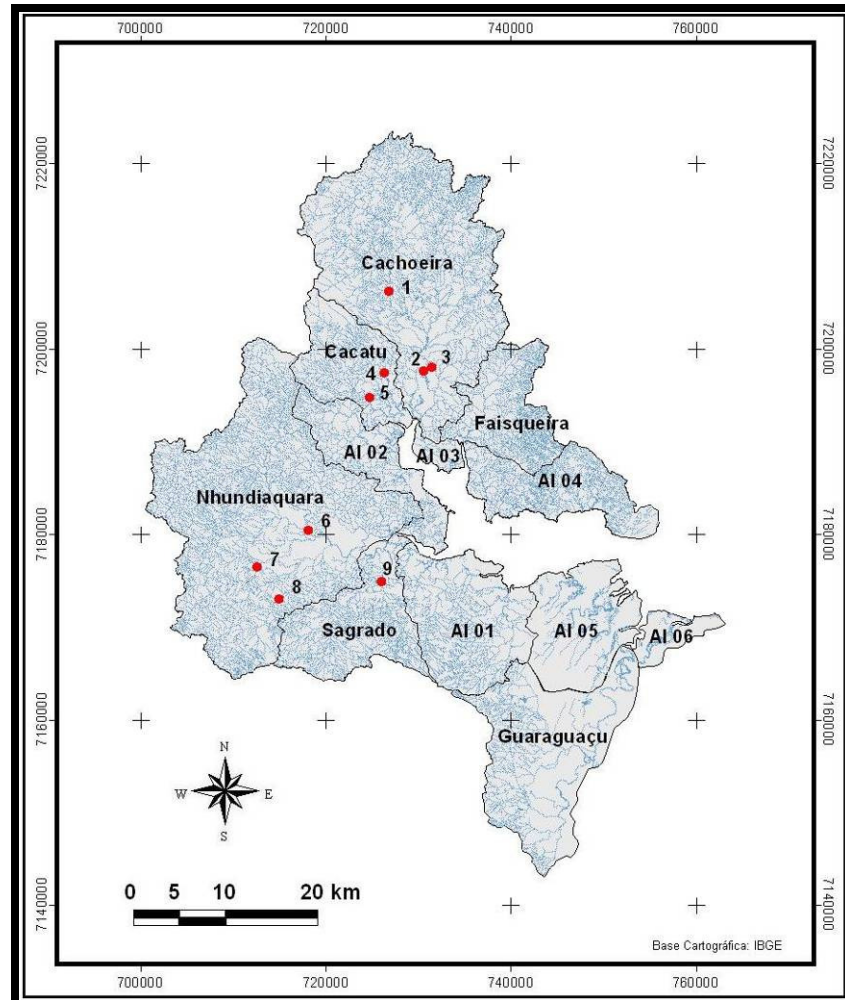 700000 720000 740000 760000
7220000 7220000
Cachoeira
1
7200000 7200000
Cacatu 2 3
4
5
Faisqueira
AI 02 AI 03
AI 04
Nhundiaquara
6
7180000 7180000
7 9
8
Sagrado AI 01 AI 05 AI 06
7160000 7160000
Guaraguaçu
N
W E
S
0 5 10 20 km
7140000 7140000
Base Cartográfica: IBGE
700000 720000 740000 760000